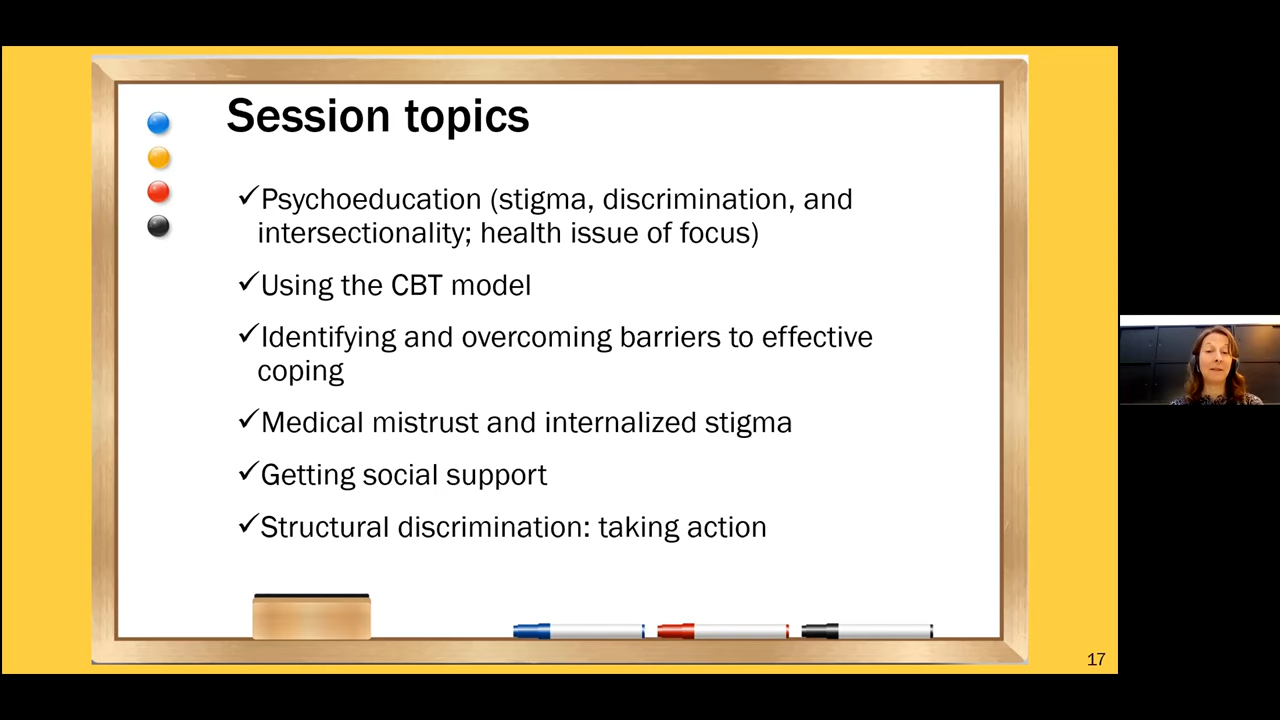 Session topics
✓Psychoeducation (stigma, discrimination, and
intersectionality; health issue of focus)
✓Using the CBT model
✓Identifying and overcoming barriers to effective
coping
✓Medical mistrust and internalized stigma
✓Getting social support
✓Structural discrimination: taking action
17